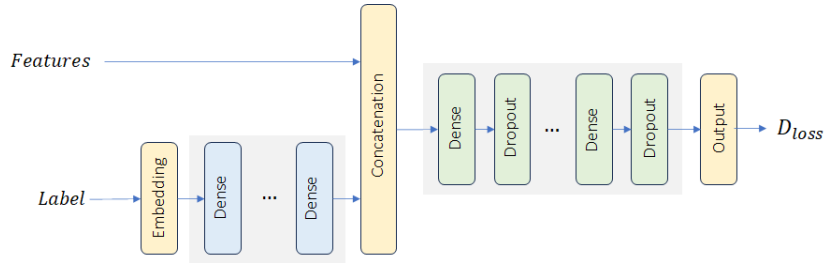 Features
Label
Embedding
Dense
...
Dense
Concatenation
Dense
Dropout
...
Dense
Dropout
Output
D_loss